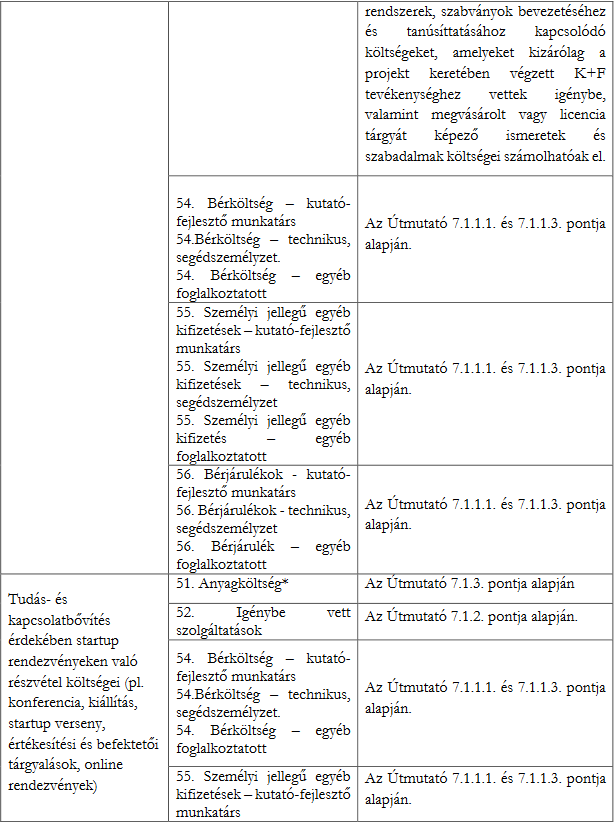 rendszerek, szabványok bevezetéséhez
és tanúsíttatásához kapcsolódó
költségeket, amelyeket kizárólag a
projekt keretében végzett K+F
tevékenységhez vettek igénybe,
valamint megvásárolt vagy licencia
tárgyát képező ismeretek és
szabadalmak költségei számolhatóak el.
54. Bérköltség – kutató-
fejlesztő munkatárs
54.Bérköltség – technikus,
segédszemélyzet.
54. Bérköltség – egyéb
foglalkoztatott
Az Útmutató 7.1.1.1. és 7.1.1.3. pontja
alapján.
55. Személyi jellegű egyéb
kifizetések – kutató-fejlesztő
munkatárs
55. Személyi jellegű egyéb
kifizetések – technikus,
segédszemélyzet
55. Személyi jellegű egyéb
kifizetés – egyéb
foglalkoztatott
Az Útmutató 7.1.1.1. és 7.1.1.3. pontja
alapján.
56. Bérjárulékok - kutató-
fejlesztő munkatárs
56. Bérjárulékok - technikus,
segédszemélyzet
56. Bérjárulék – egyéb
foglalkoztatott
Az Útmutató 7.1.1.1. és 7.1.1.3. pontja
alapján.
Tudás- és
kapcsolatbővítés
érdekében startup
rendezvényeken való
részvétel költségei (pl.
konferencia, kiállítás,
startup verseny,
értékesítési és befektetői
tárgyalások, online
rendezvények)
51. Anyagköltség*
Az Útmutató 7.1.3. pontja alapján
52. Igénybe vett
szolgáltatások
Az Útmutató 7.1.2. pontja alapján.
54. Bérköltség – kutató-
fejlesztő munkatárs
54.Bérköltség – technikus,
segédszemélyzet.
54. Bérköltség – egyéb
foglalkoztatott
Az Útmutató 7.1.1.1. és 7.1.1.3. pontja
alapján.
55. Személyi jellegű egyéb
kifizetések – kutató-fejlesztő
munkatárs
Az Útmutató 7.1.1.1. és 7.1.1.3. pontja
alapján.